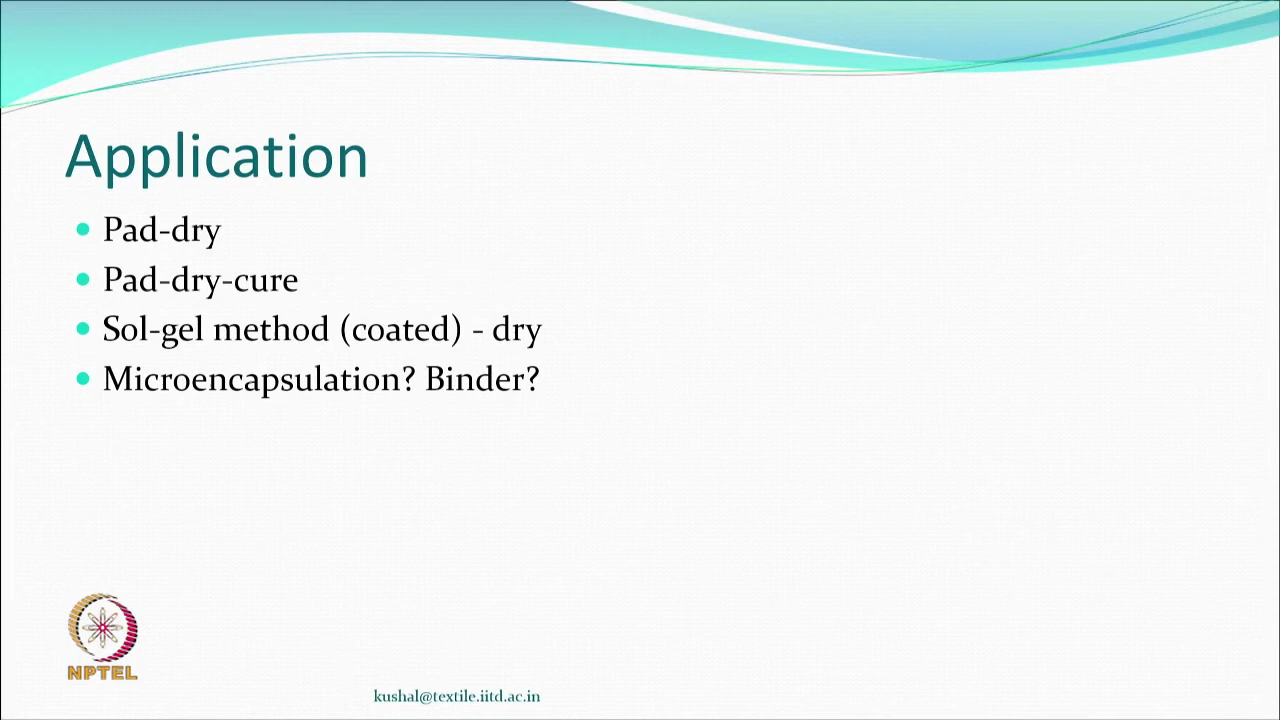 Application
Pad-dry
Pad-dry-cure
Sol-gel method (coated) - dry
Microencapsulation? Binder?
NPTEL
kushal@textile.iitd.ac.in